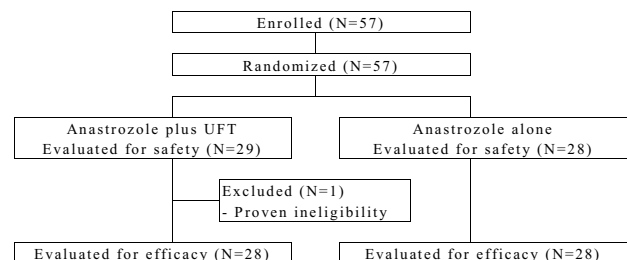 Enrolled (N=57)
Randomized (N=57)
Anastrozole plus UFT
Evaluated for safety (N=29)
Anastrozole alone
Evaluated for safety (N=28)
Excluded (N=1)
- Proven ineligibility
Evaluated for efficacy (N=28)
Evaluated for efficacy (N=28)